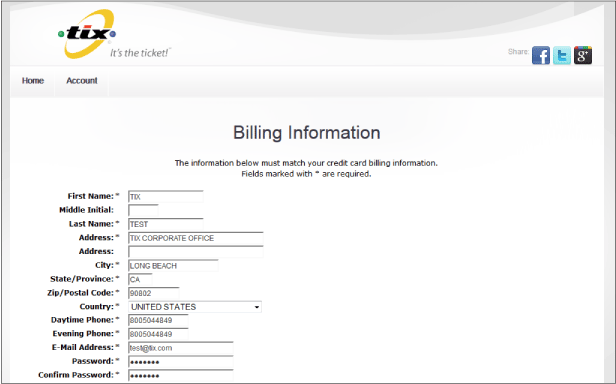 tix
It's the ticket!
Share:
f t g+
Home Account
Billing Information
The information below must match your credit card billing information.
Fields marked with * are required.
First Name: * TIX
Middle Initial:
Last Name: * TEST
Address: * TIX CORPORATE OFFICE
Address:
City: * LONG BEACH
State/Province: * CA
Zip/Postal Code: * 90802
Country: * UNITED STATES
Daytime Phone: * 8005044849
Evening Phone: * 8005044849
E-Mail Address: * test@tix.com
Password: * •••••••
Confirm Password: * •••••••